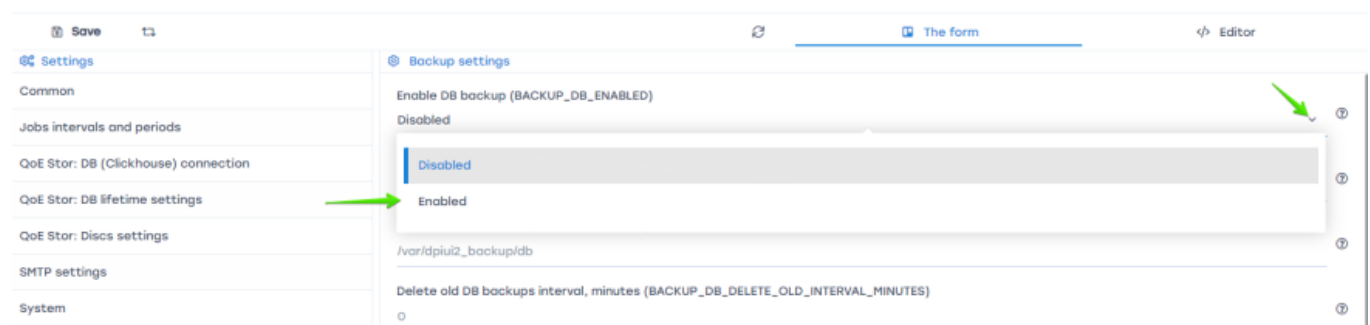 Save
The form
Editor
Settings
Backup settings
Common
Jobs intervals and periods
QoE Stor: DB (Clickhouse) connection
QoE Stor: DB lifetime settings
QoE Stor: Discs settings
SMTP settings
System
Enable DB backup (BACKUP_DB_ENABLED)
Disabled
Disabled
Enabled
/var/dpiui2_backup/db
Delete old DB backups interval, minutes (BACKUP_DB_DELETE_OLD_INTERVAL_MINUTES)
0